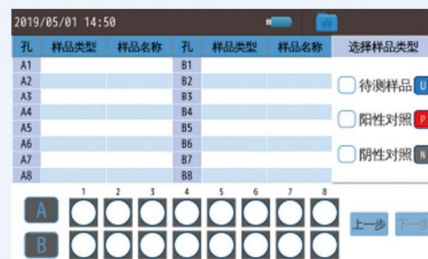 2019/05/01 14:50
孔 样品类型 样品名称 孔 样品类型 样品名称 选择样品类型
A1 B1
A2 B2
A3 B3
A4 B4
A5 B5
A6 B6
A7 B7
A8 B8
待测样品 U
阳性对照 P
阴性对照 N
1 2 3 4 5 6 7 8
A
B
上一步 下一步